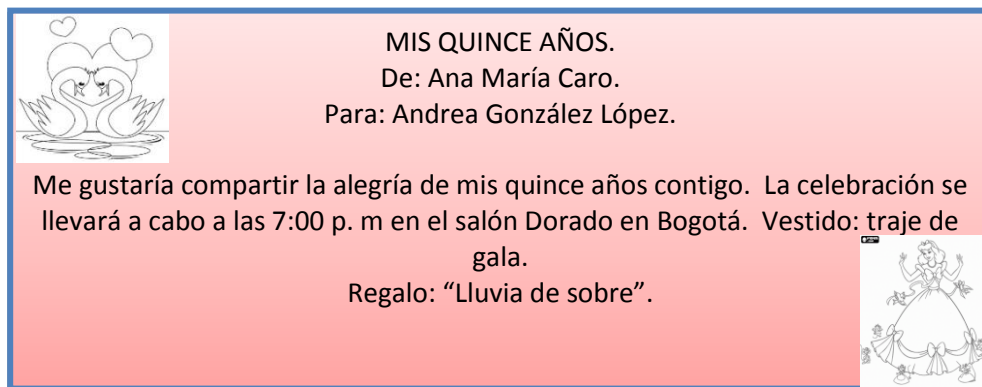 MIS QUINCE AÑOS.
De: Ana María Caro.
Para: Andrea González López.
Me gustaría compartir la alegría de mis quince años contigo.  La celebración se
llevará a cabo a las 7:00 p. m en el salón Dorado en Bogotá.  Vestido: traje de
gala.
Regalo: “Lluvia de sobre”.